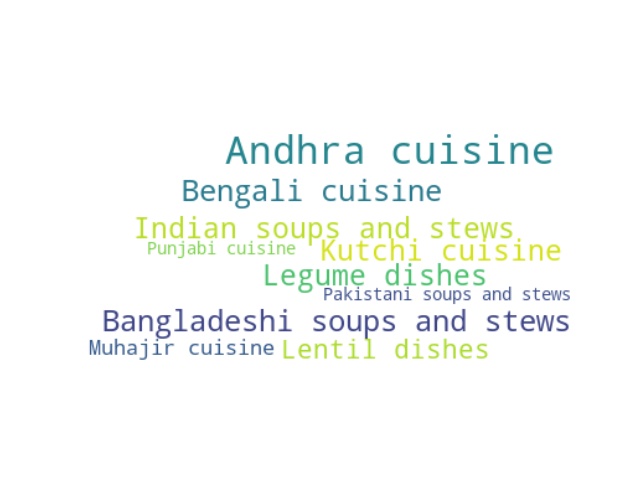 Andhra cuisine
Bengali cuisine
Indian soups and stews
Punjabi cuisine
Kutchi cuisine
Legume dishes
Pakistani soups and stews
Bangladeshi soups and stews
Muhajir cuisine
Lentil dishes